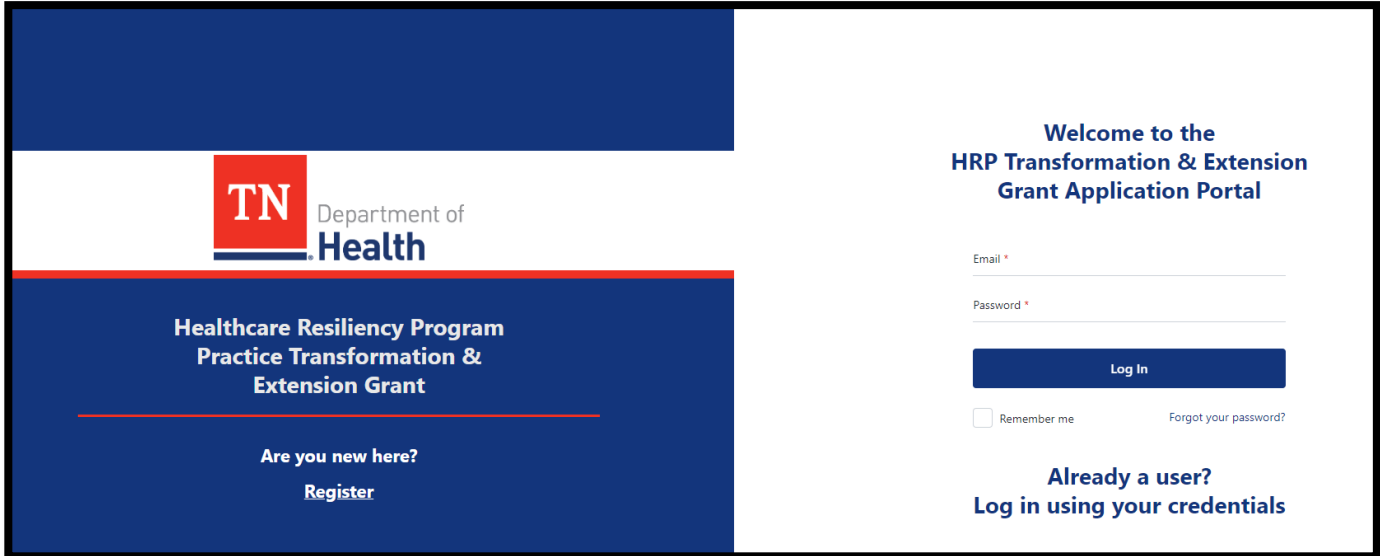 TN
Department of
Health
Healthcare Resiliency Program
Practice Transformation &
Extension Grant
Are you new here?
Register
Welcome to the
HRP Transformation & Extension
Grant Application Portal
Email *
Password *
Log In
Remember me
Forgot your password?
Already a user?
Log in using your credentials